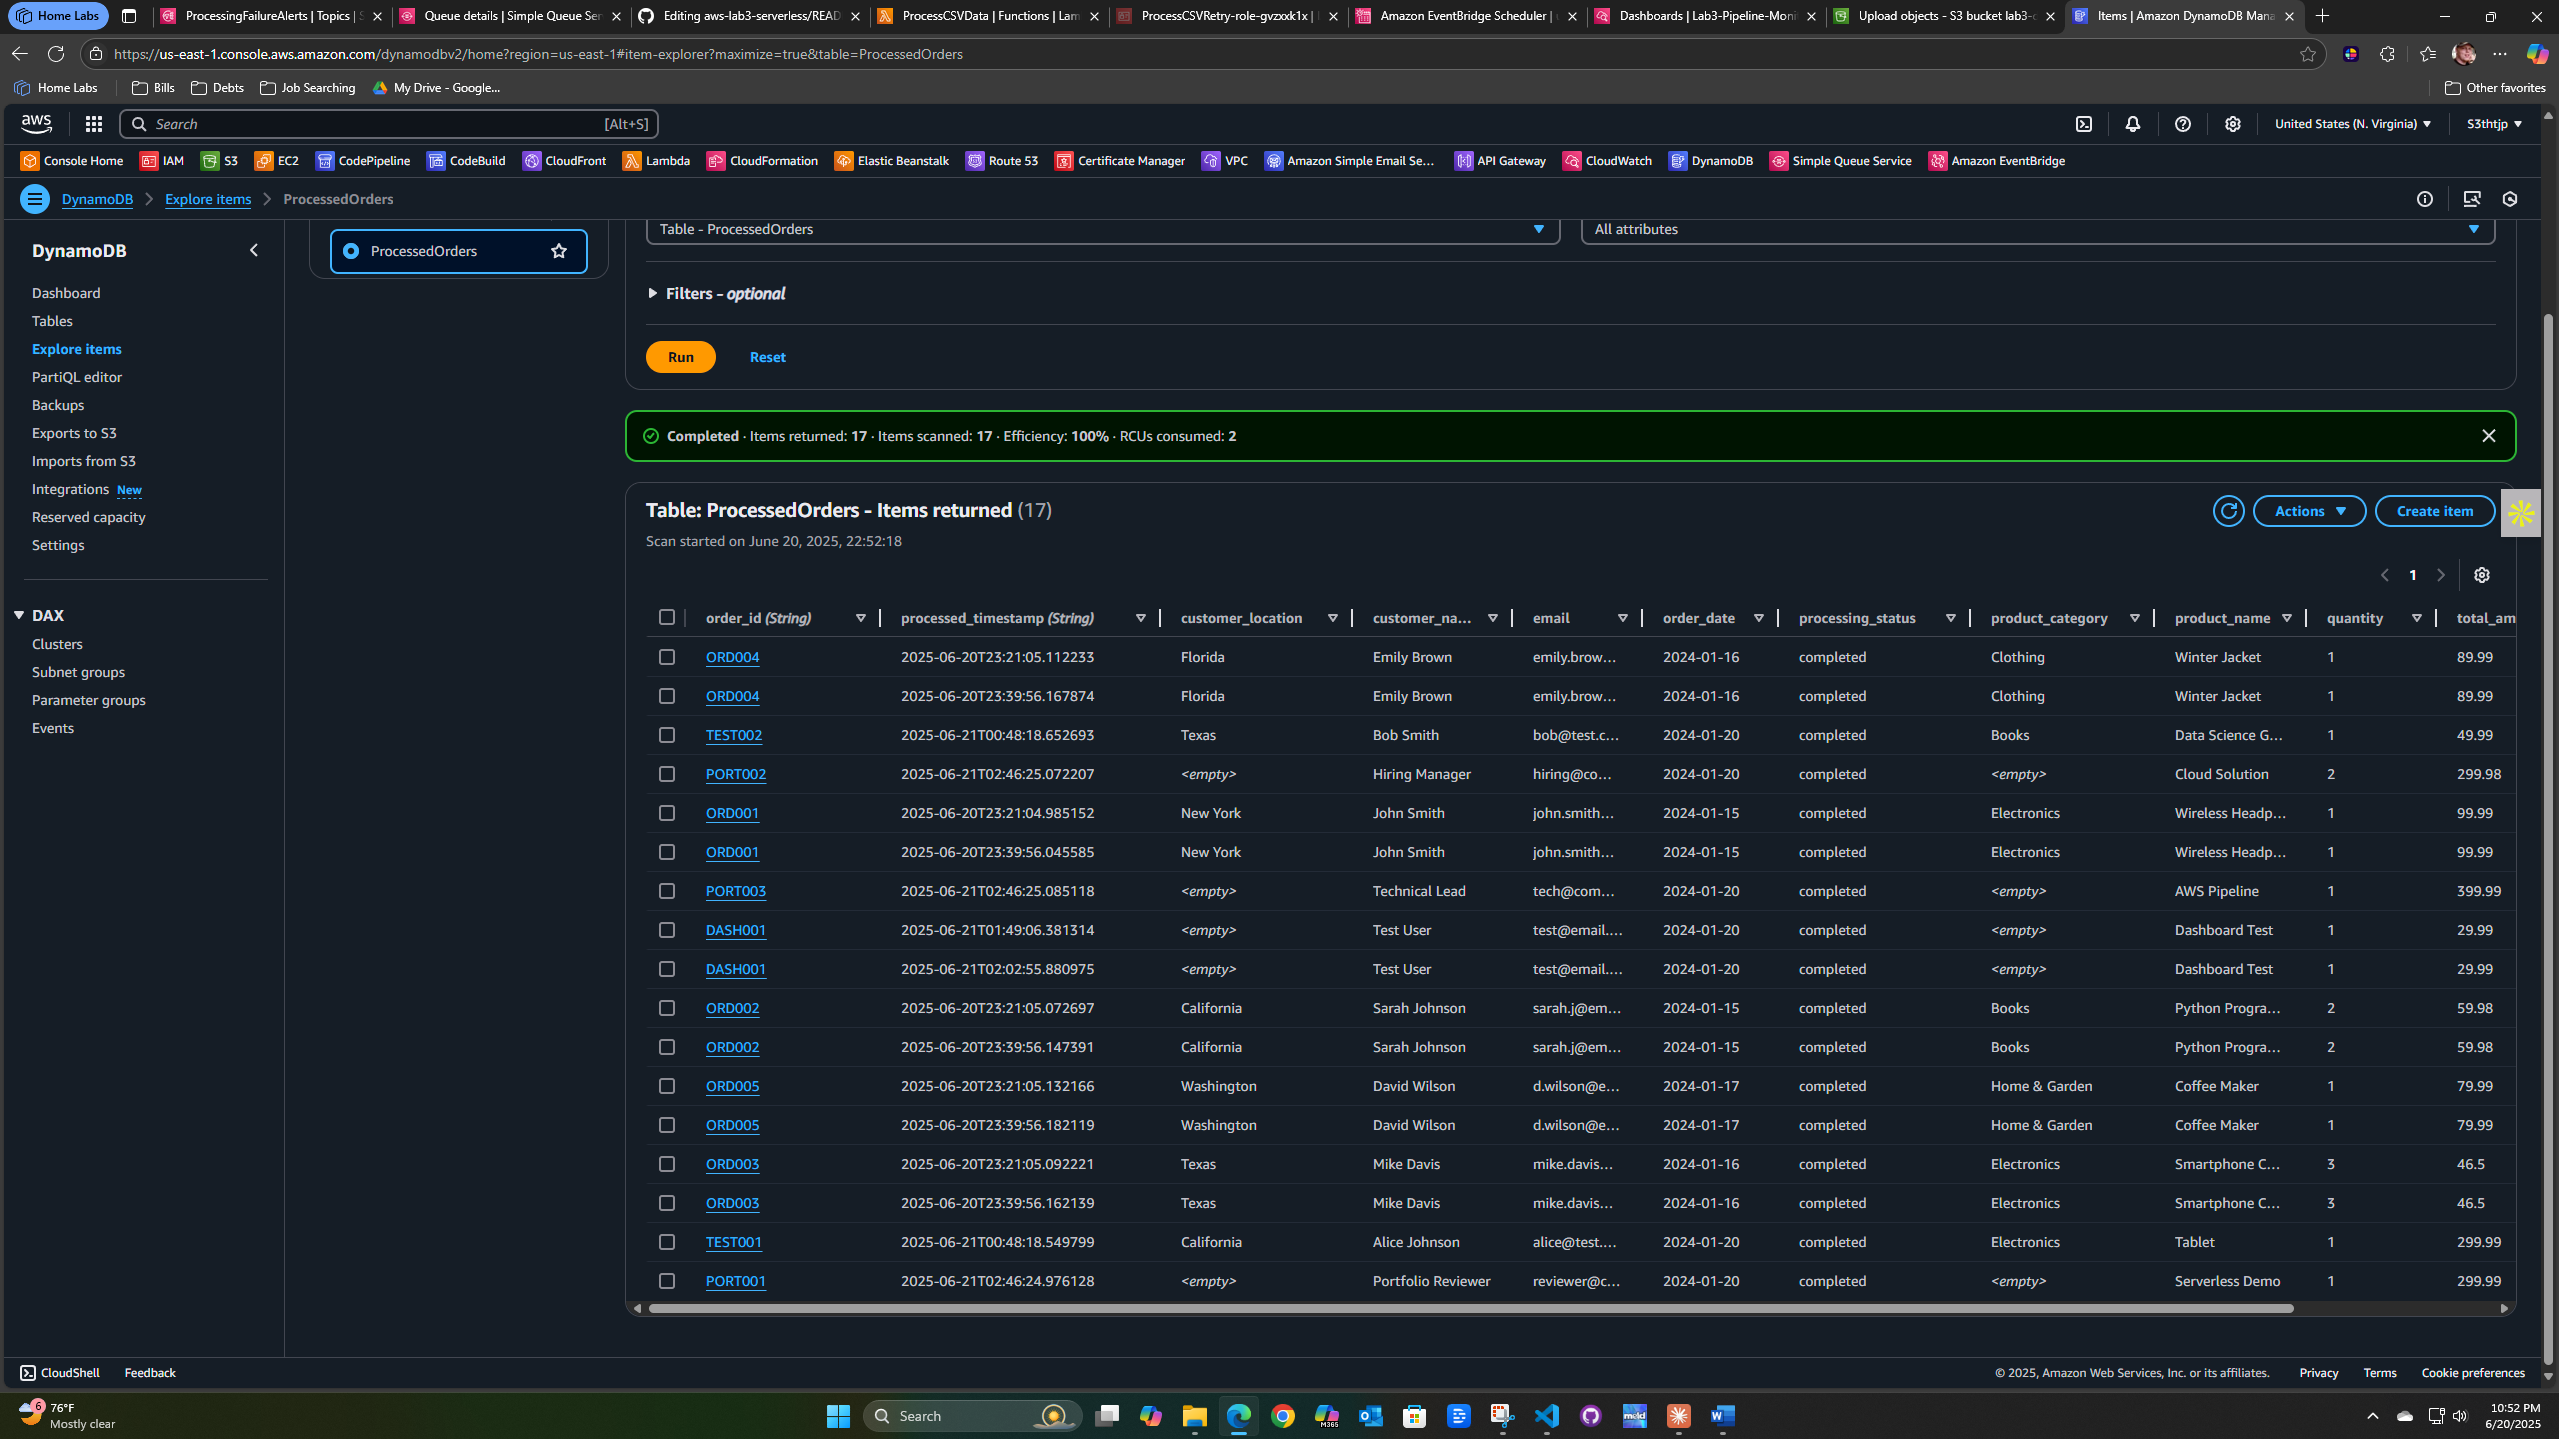 Home Labs
ProcessingFailureAlerts | Topics | S
Queue details | Simple Queue Ser
Editing aws-lab3-serverless/READ
ProcessCSVData | Functions | Lam
ProcessCSVRetry-role-gvzxxk1x |
Amazon EventBridge Scheduler |
Dashboards | Lab3-Pipeline-Moni
Upload objects - S3 bucket lab3-
Items | Amazon DynamoDB Mana
https://us-east-1.console.aws.amazon.com/dynamodbv2/home?region=us-east-1#item-explorer?maximize=true&table=ProcessedOrders
Home Labs Bills Debts Job Searching My Drive - Google... Other favorites
aws Search [Alt+S] United States (N. Virginia) S3thtjp
Console Home IAM S3 EC2 CodePipeline CodeBuild CloudFront Lambda CloudFormation Elastic Beanstalk Route 53 Certificate Manager VPC Amazon Simple Email Se... API Gateway CloudWatch DynamoDB Simple Queue Service Amazon EventBridge
DynamoDB Explore items ProcessedOrders
DynamoDB
Dashboard
Tables
Explore items
PartiQL editor
Backups
Exports to S3
Imports from S3
Integrations New
Reserved capacity
Settings
DAX
Clusters
Subnet groups
Parameter groups
Events
ProcessedOrders
Table - ProcessedOrders All attributes
Filters - optional
Run Reset
Completed · Items returned: 17 · Items scanned: 17 · Efficiency: 100% · RCUs consumed: 2
Table: ProcessedOrders - Items returned (17)
Actions Create item
Scan started on June 20, 2025, 22:52:18
1
order_id (String) processed_timestamp (String) customer_location customer_na... email order_date processing_status product_category product_name quantity total_am
ORD004 2025-06-20T23:21:05.112233 Florida Emily Brown emily.brow... 2024-01-16 completed Clothing Winter Jacket 1 89.99
ORD004 2025-06-20T23:39:56.167874 Florida Emily Brown emily.brow... 2024-01-16 completed Clothing Winter Jacket 1 89.99
TEST002 2025-06-21T00:48:18.652693 Texas Bob Smith bob@test.c... 2024-01-20 completed Books Data Science G... 1 49.99
PORT002 2025-06-21T02:46:25.072207 <empty> Hiring Manager hiring@co... 2024-01-20 completed <empty> Cloud Solution 2 299.98
ORD001 2025-06-20T23:21:04.985152 New York John Smith john.smith... 2024-01-15 completed Electronics Wireless Headp... 1 99.99
ORD001 2025-06-20T23:39:56.045585 New York John Smith john.smith... 2024-01-15 completed Electronics Wireless Headp... 1 99.99
PORT003 2025-06-21T02:46:25.085118 <empty> Technical Lead tech@com... 2024-01-20 completed <empty> AWS Pipeline 1 399.99
DASH001 2025-06-21T01:49:06.381314 <empty> Test User test@email.... 2024-01-20 completed <empty> Dashboard Test 1 29.99
DASH001 2025-06-21T02:02:55.880975 <empty> Test User test@email.... 2024-01-20 completed <empty> Dashboard Test 1 29.99
ORD002 2025-06-20T23:21:05.072697 California Sarah Johnson sarah.j@em... 2024-01-15 completed Books Python Progra... 2 59.98
ORD002 2025-06-20T23:39:56.147391 California Sarah Johnson sarah.j@em... 2024-01-15 completed Books Python Progra... 2 59.98
ORD005 2025-06-20T23:21:05.132166 Washington David Wilson d.wilson@e... 2024-01-17 completed Home & Garden Coffee Maker 1 79.99
ORD005 2025-06-20T23:39:56.182119 Washington David Wilson d.wilson@e... 2024-01-17 completed Home & Garden Coffee Maker 1 79.99
ORD003 2025-06-20T23:21:05.092221 Texas Mike Davis mike.davis... 2024-01-16 completed Electronics Smartphone C... 3 46.5
ORD003 2025-06-20T23:39:56.162139 Texas Mike Davis mike.davis... 2024-01-16 completed Electronics Smartphone C... 3 46.5
TEST001 2025-06-21T00:48:18.549799 California Alice Johnson alice@test.... 2024-01-20 completed Electronics Tablet 1 299.99
PORT001 2025-06-21T02:46:24.976128 <empty> Portfolio Reviewer reviewer@c... 2024-01-20 completed <empty> Serverless Demo 1 299.99
CloudShell Feedback © 2025, Amazon Web Services, Inc. or its affiliates. Privacy Terms Cookie preferences
6 76°F
Mostly clear
Search
M365
10:52 PM
6/20/2025